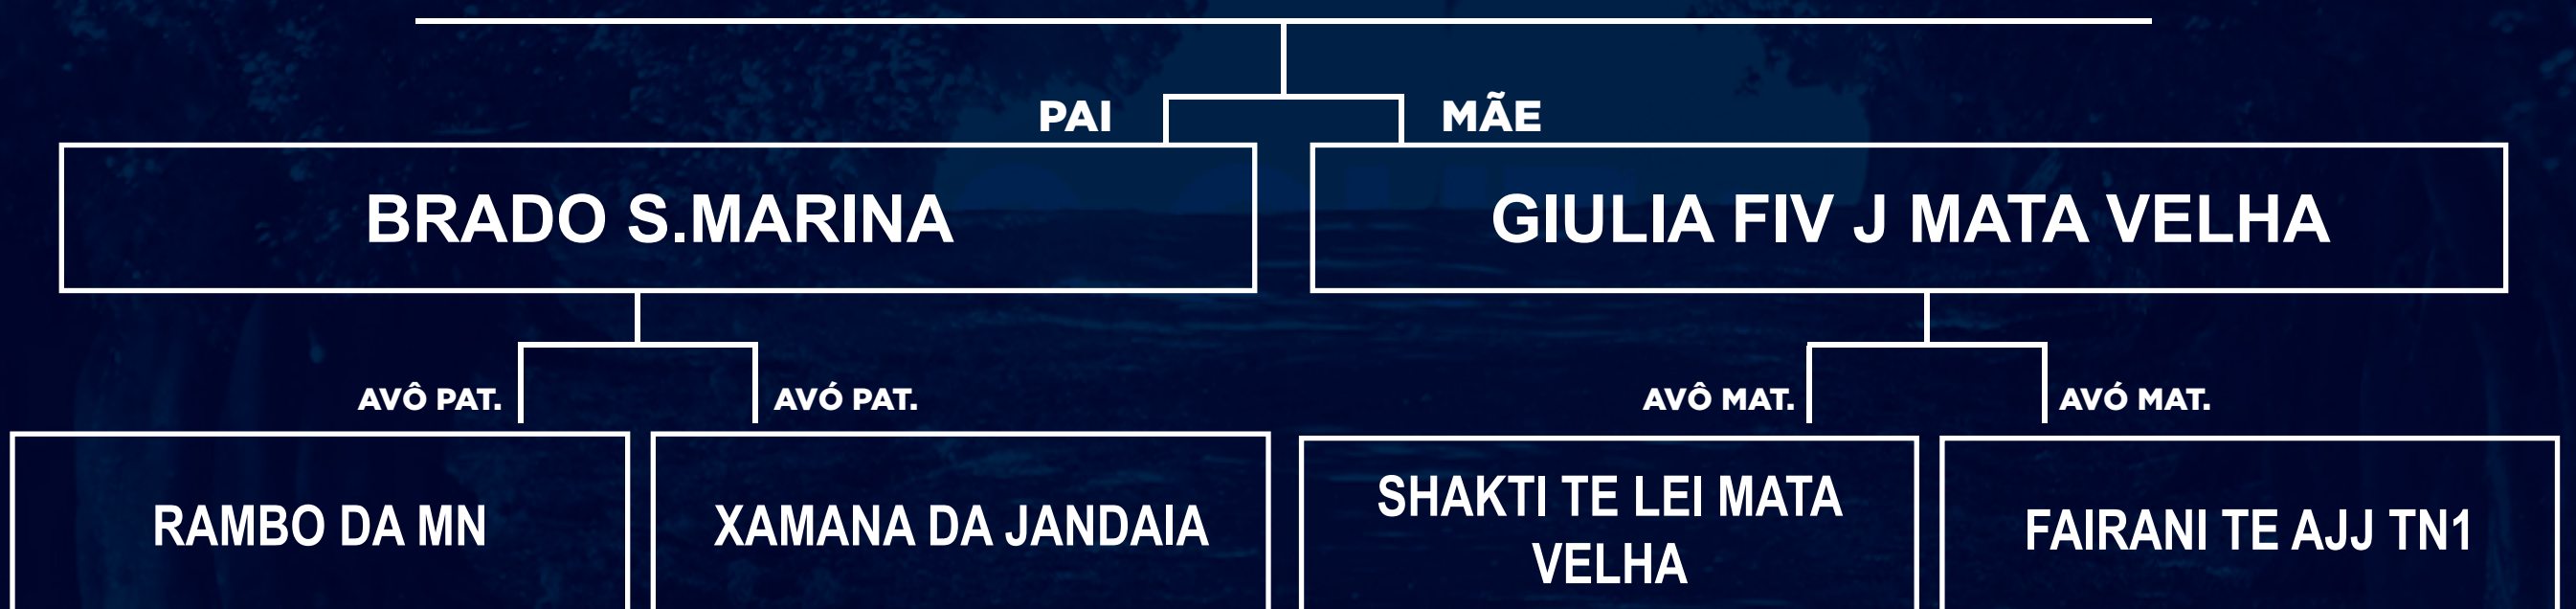 PAI
MÃE
BRADO S.MARINA
GIULIA FIV J MATA VELHA
AVÔ PAT.
AVÓ PAT.
AVÔ MAT.
AVÓ MAT.
RAMBO DA MN
XAMANA DA JANDAIA
SHAKTI TE LEI MATA
VELHA
FAIRANI TE AJJ TN1